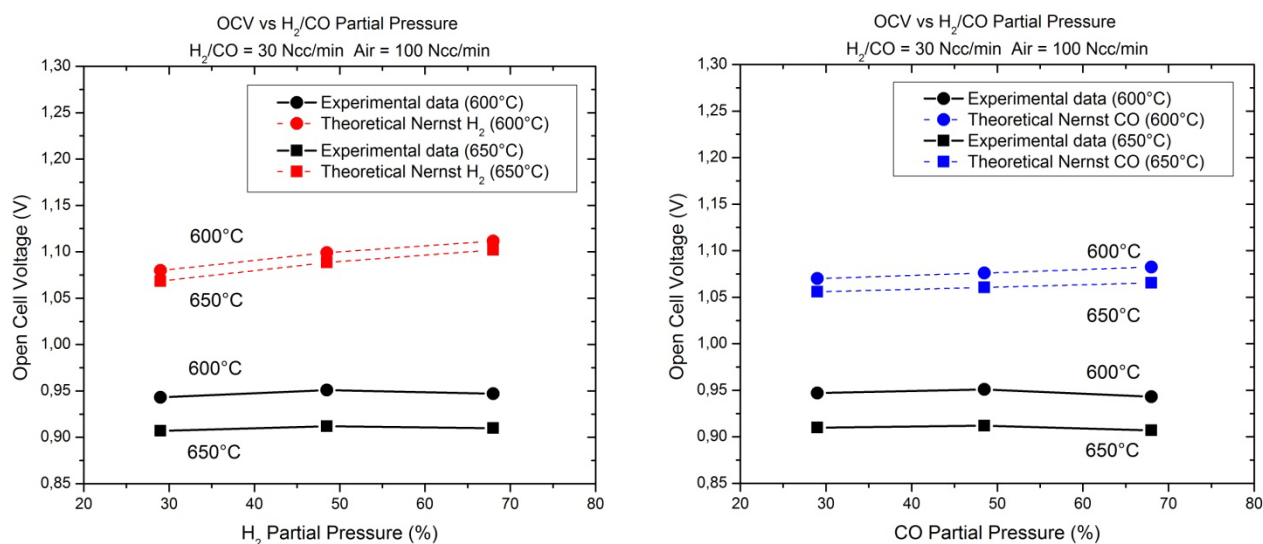 OCV vs H₂/CO Partial Pressure
H₂/CO = 30 Ncc/min Air = 100 Ncc/min
1,30
1,25
1,20
1,15
1,10
1,05
1,00
0,95
0,90
0,85
Open Cell Voltage (V)
Experimental data (600°C)
Theoretical Nernst H₂ (600°C)
Experimental data (650°C)
Theoretical Nernst H₂ (650°C)
600°C
650°C
600°C
650°C
20 30 40 50 60 70 80
H₂ Partial Pressure (%)
OCV vs H₂/CO Partial Pressure
H₂/CO = 30 Ncc/min Air = 100 Ncc/min
1,30
1,25
1,20
1,15
1,10
1,05
1,00
0,95
0,90
0,85
Open Cell Voltage (V)
Experimental data (600°C)
Theoretical Nernst CO (600°C)
Experimental data (650°C)
Theoretical Nernst CO (650°C)
600°C
650°C
600°C
650°C
20 30 40 50 60 70 80
CO Partial Pressure (%)